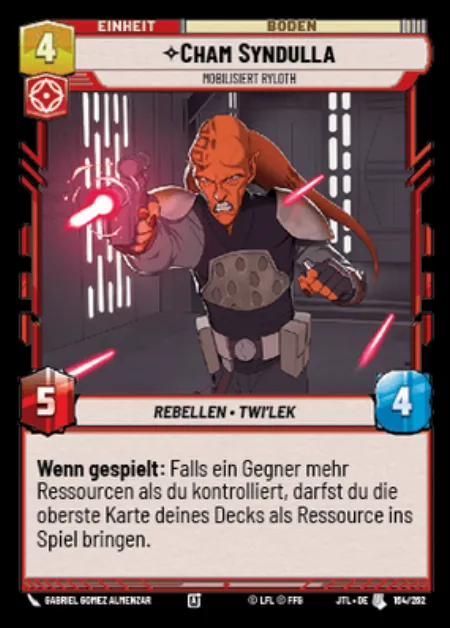 EINHEIT
BODEN
4
CHAM SYNDULLA
MOBILISIERT RYLOTH
5
4
REBELLEN • TWI'LEK
Wenn gespielt: Falls ein Gegner mehr
Ressourcen als du kontrolliert, darfst du die
oberste Karte deines Decks als Ressource ins
Spiel bringen.
GABRIEL GOMEZ ALMENZAR
© LFL © FFG
JTL • DE
164/262